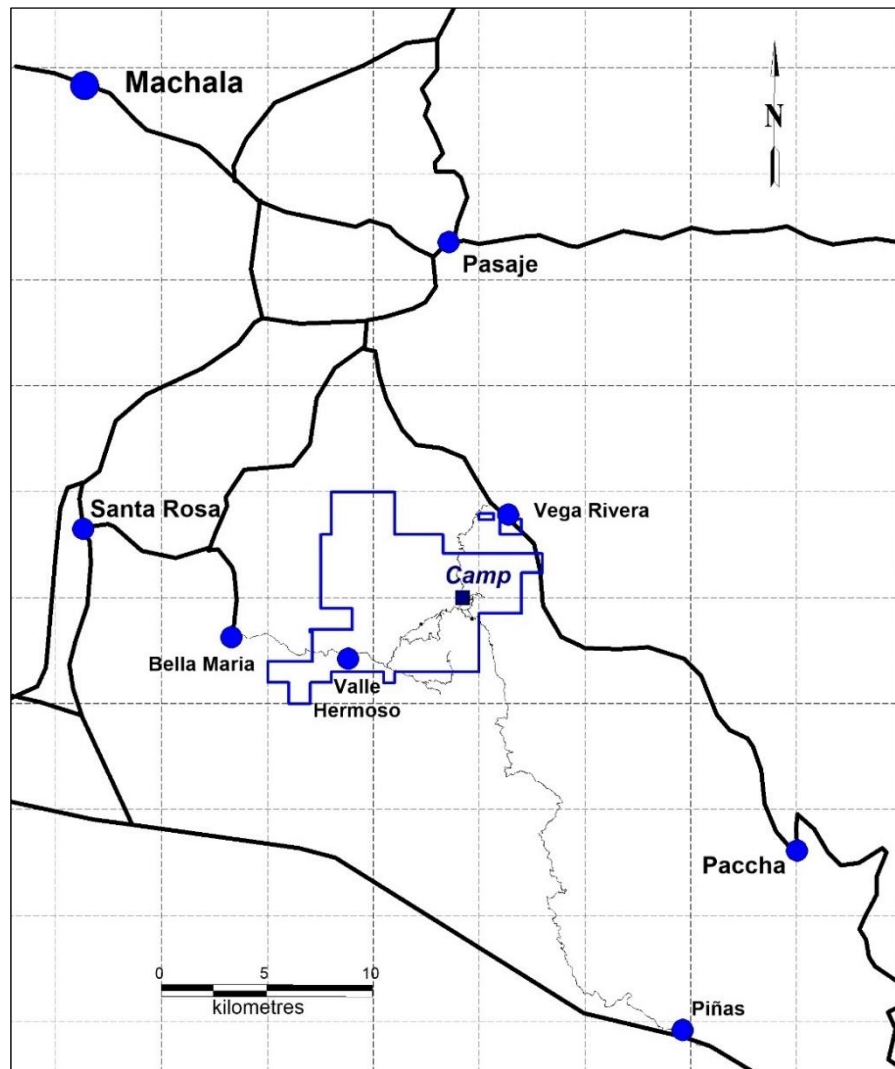 Machala
N
Pasaje
Santa Rosa
Vega Rivera
Camp
Bella Maria
Valle
Hermoso
Paccha
0 5 10
kilometres
Piñas